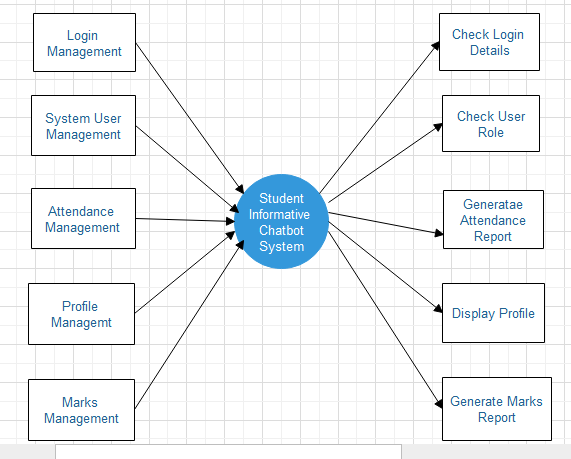 Login
Management
System User
Management
Attendance
Management
Profile
Managemt
Marks
Management
Student
Informative
Chatbot
System
Check Login
Details
Check User
Role
Generatae
Attendance
Report
Display Profile
Generate Marks
Report